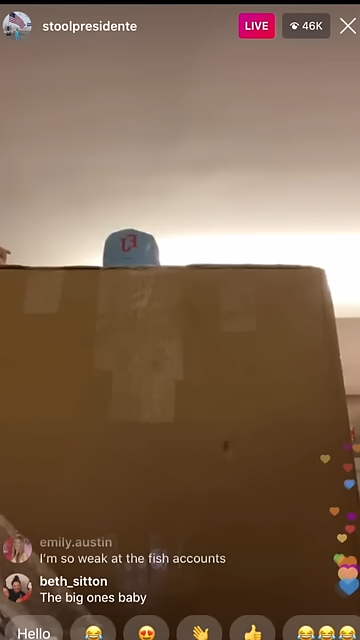 stoolpresidente
LIVE
46K
emily.austin
I'm so weak at the fish accounts
beth_sitton
The big ones baby
Hello